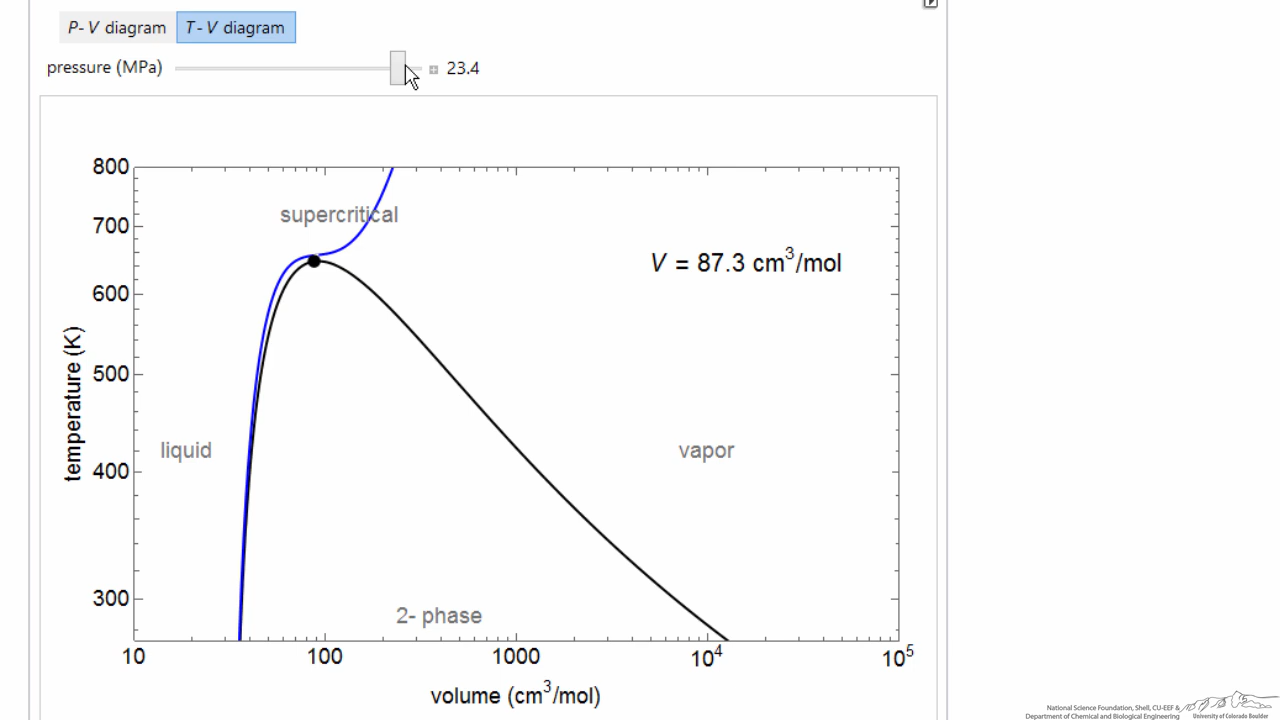 P- V diagram T- V diagram
pressure (MPa) 23.4
800
700
600
500
400
300
temperature (K)
supercritical
V = 87.3 cm³/mol
liquid
vapor
2- phase
10 100 1000 10⁴ 10⁵
volume (cm³/mol)
National Science Foundation, Shell, CU-EEF &
Department of Chemical and Biological Engineering
University of Colorado Boulder